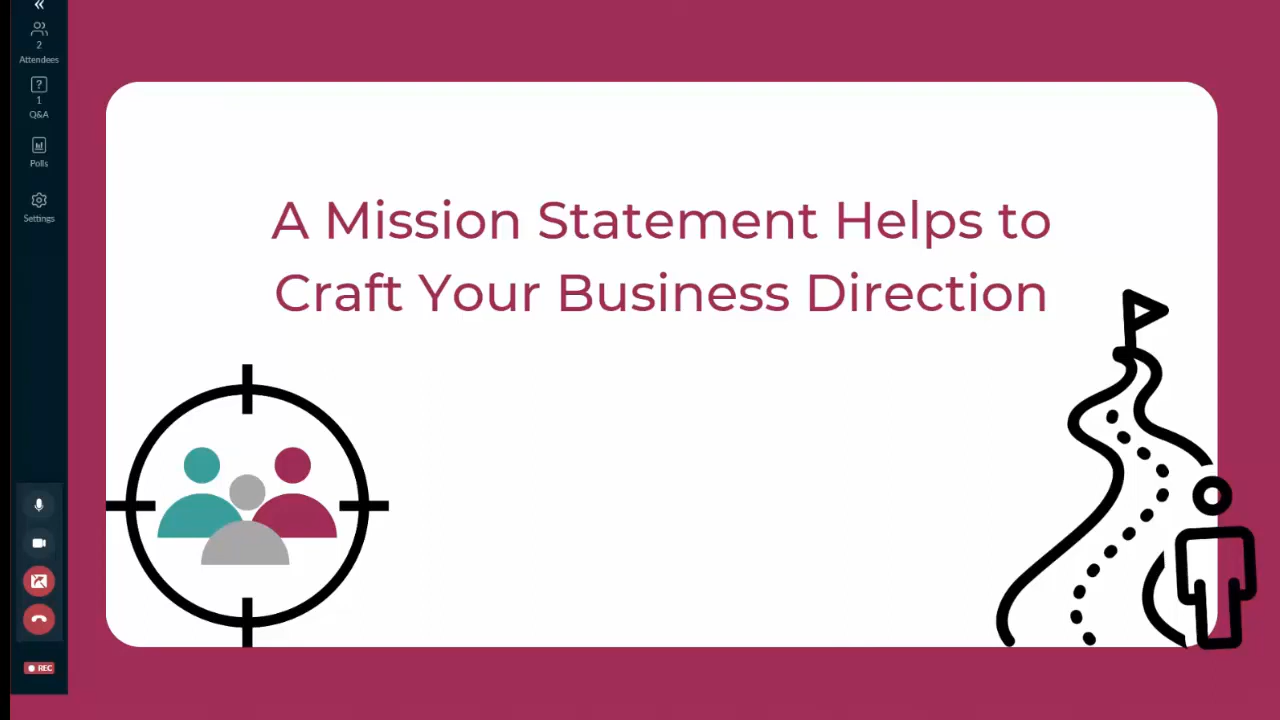 2
Attendees
?
1
Q&A
Polls
Settings
A Mission Statement Helps to
Craft Your Business Direction
REC